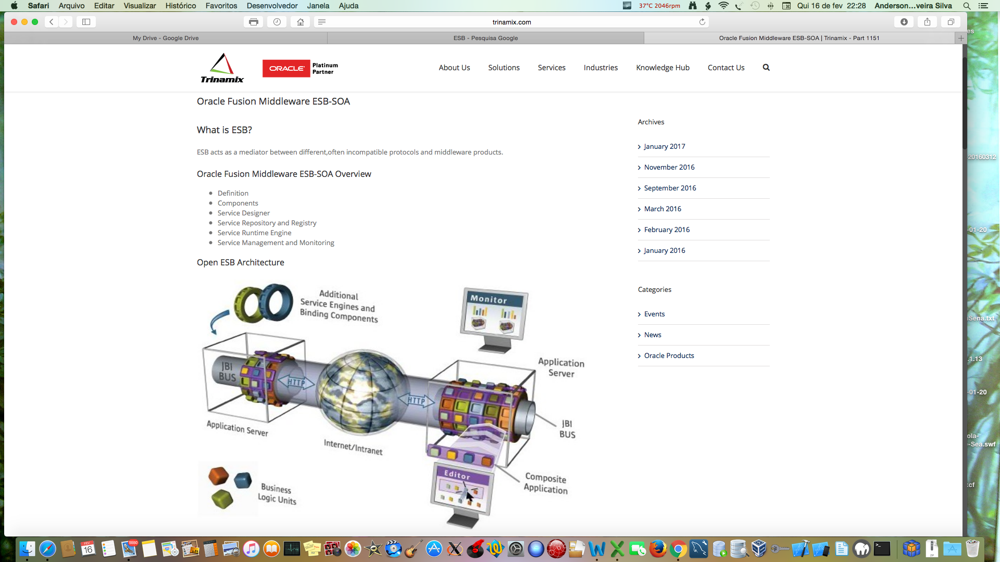 Safari Arquivo Editar Visualizar Histórico Favoritos Desenvolvedor Janela Ajuda
37°C 2046rpm
Qui 16 de fev 22:28 Anderson...veira Silva
trinamix.com
My Drive - Google Drive
ESB - Pesquisa Google
Oracle Fusion Middleware ESB-SOA | Trinamix - Part 1151
Trinamix
ORACLE Platinum
Partner
About Us Solutions Services Industries Knowledge Hub Contact Us
Oracle Fusion Middleware ESB-SOA
What is ESB?
ESB acts as a mediator between different,often incompatible protocols and middleware products.
Oracle Fusion Middleware ESB-SOA Overview
Definition
Components
Service Designer
Service Repository and Registry
Service Runtime Engine
Service Management and Monitoring
Open ESB Architecture
Additional
Service Engines and
Binding Components
Monitor
JBI
BUS
HTTP
HTTP
Application
Server
Application Server
Internet/Intranet
JBI
BUS
Editor
Composite
Application
Business
Logic Units
Archives
January 2017
November 2016
September 2016
March 2016
February 2016
January 2016
Categories
Events
News
Oracle Products
es
20160312
-01-20
Sena.txt
.1.13
-01-20
ola-
-Sea.swf
xcf
FEV
16
5550
ZIP